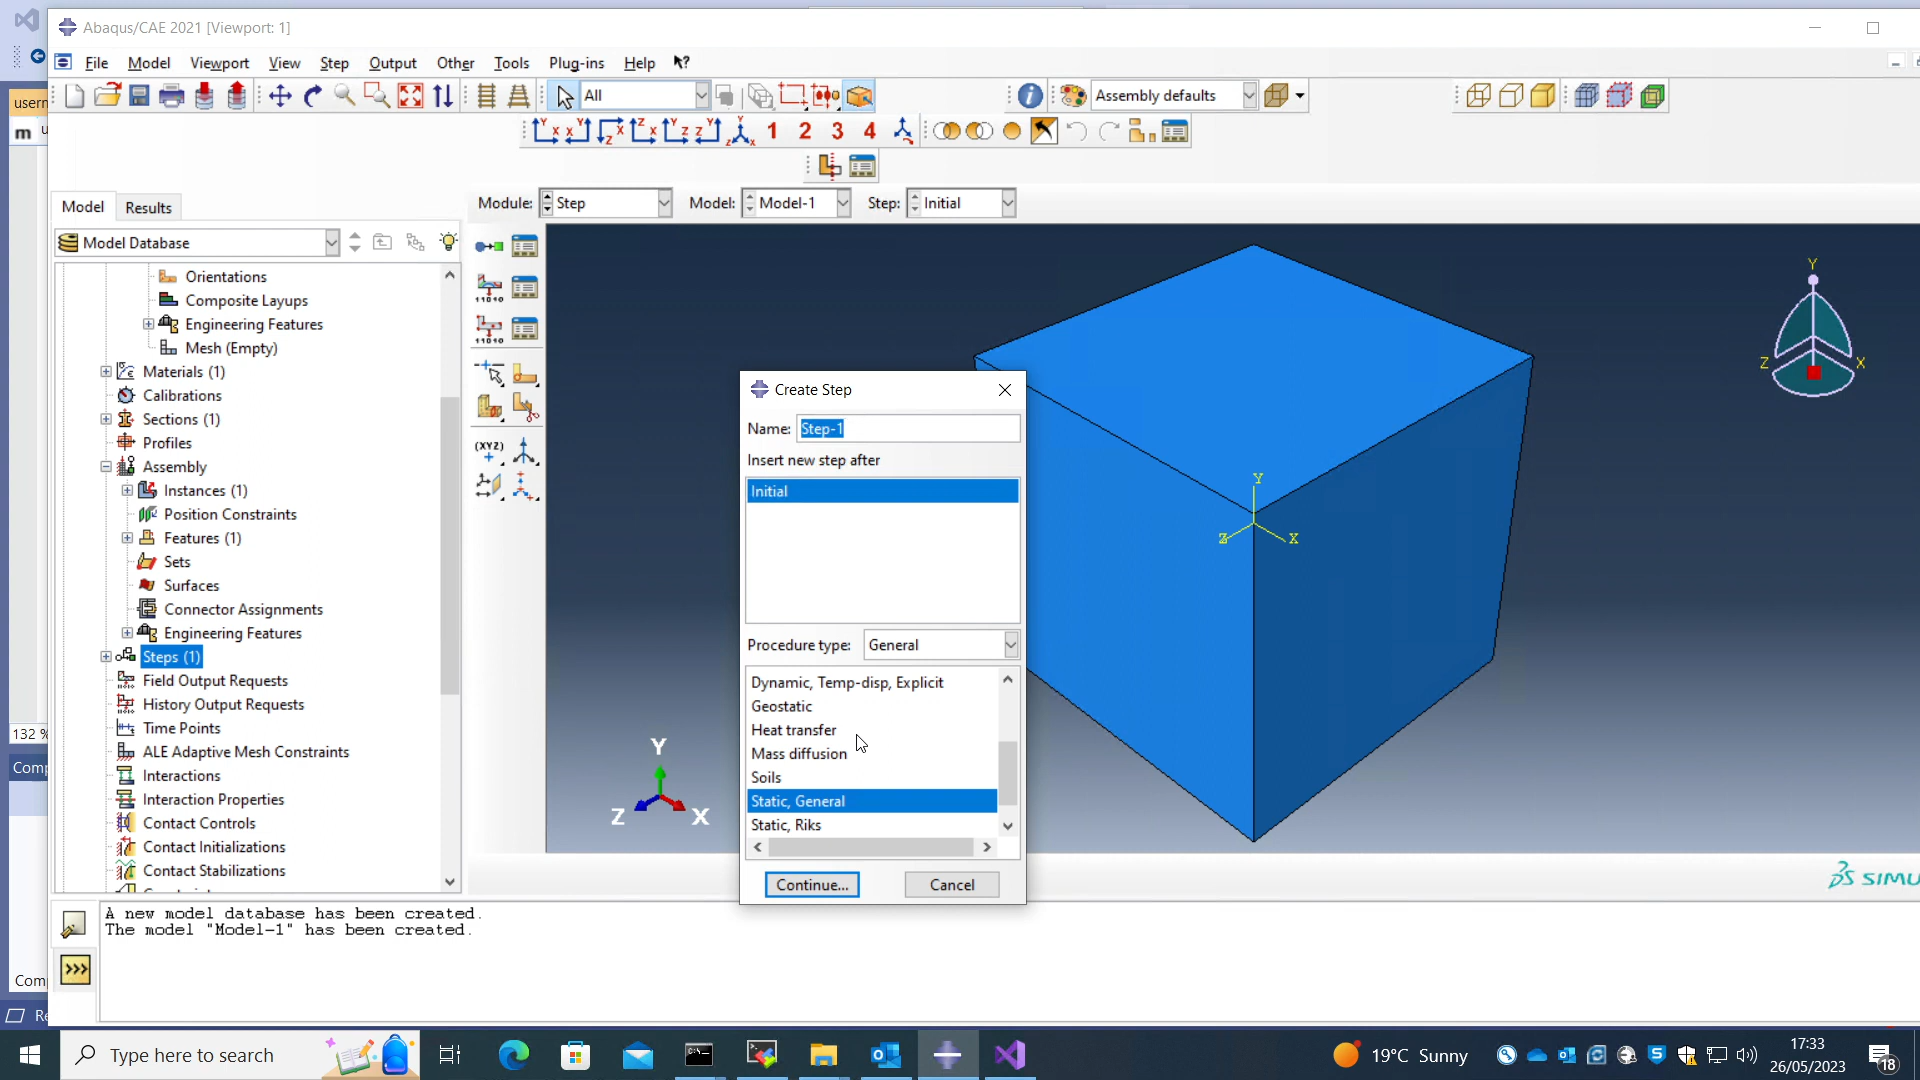 Abaqus/CAE 2021 [Viewport: 1]
File Model Viewport View Step Output Other Tools Plug-ins Help
All
Assembly defaults
1 2 3 4
Model Results
Module: Step Model: Model-1 Step: Initial
Model Database
Orientations
Composite Layups
Engineering Features
Mesh (Empty)
Materials (1)
Calibrations
Sections (1)
Profiles
Assembly
Instances (1)
Position Constraints
Features (1)
Sets
Surfaces
Connector Assignments
Engineering Features
Steps (1)
Field Output Requests
History Output Requests
Time Points
ALE Adaptive Mesh Constraints
Interactions
Interaction Properties
Contact Controls
Contact Initializations
Contact Stabilizations
(XYZ)
Create Step
Name: Step-1
Insert new step after
Initial
Procedure type: General
Dynamic, Temp-disp, Explicit
Geostatic
Heat transfer
Mass diffusion
Soils
Static, General
Static, Riks
Continue... Cancel
Y
Z X
Y
Z X
Y
Z X
132 %
A new model database has been created.
The model "Model-1" has been created.
>>>
Type here to search
19°C Sunny
17:33
26/05/2023
18